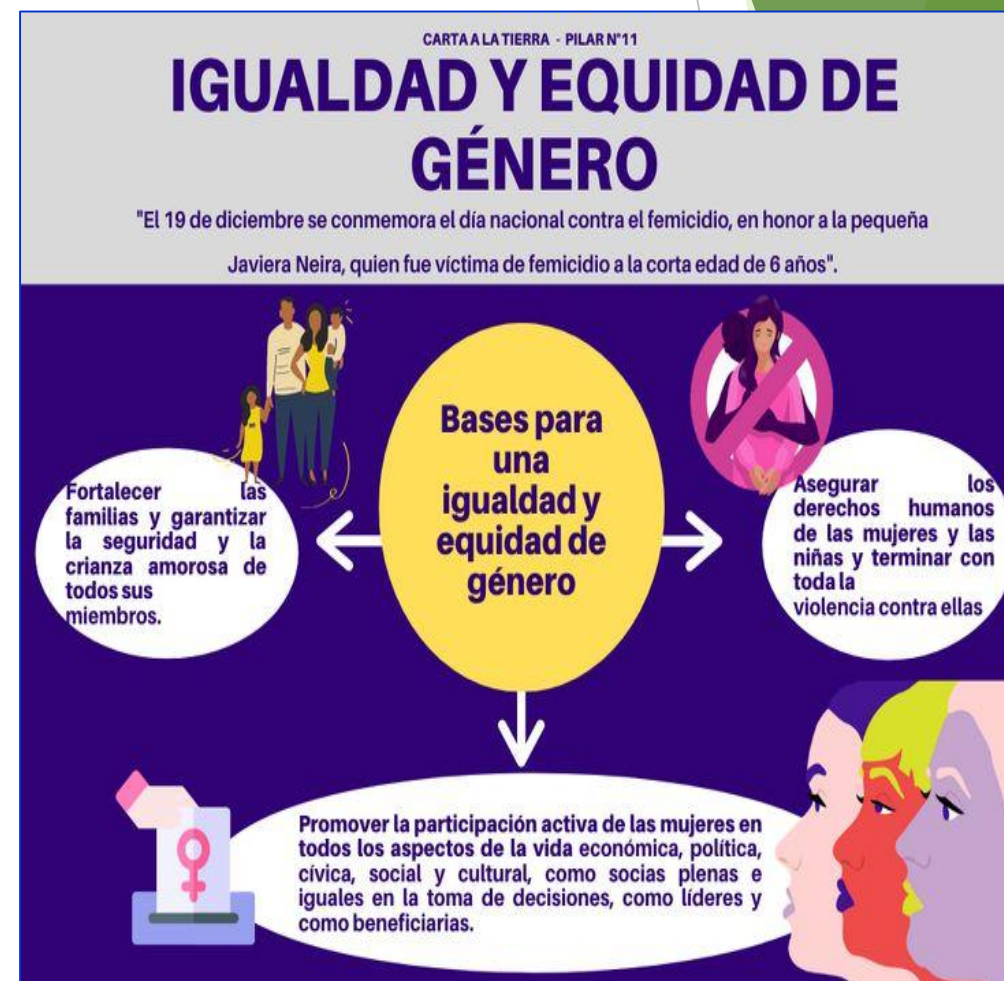 CARTA A LA TIERRA - PILAR N°11
IGUALDAD Y EQUIDAD DE
GÉNERO
"El 19 de diciembre se conmemora el día nacional contra el femicidio, en honor a la pequeña
Javiera Neira, quien fue víctima de femicidio a la corta edad de 6 años".
Bases para
una
igualdad y
equidad de
género
Fortalecer las
familias y garantizar
la seguridad y la
crianza amorosa de
todos sus
miembros.
Asegurar los
derechos humanos
de las mujeres y las
niñas y terminar con
toda la
violencia contra ellas
Promover la participación activa de las mujeres en
todos los aspectos de la vida económica, política,
cívica, social y cultural, como socias plenas e
iguales en la toma de decisiones, como líderes y
como beneficiarias.